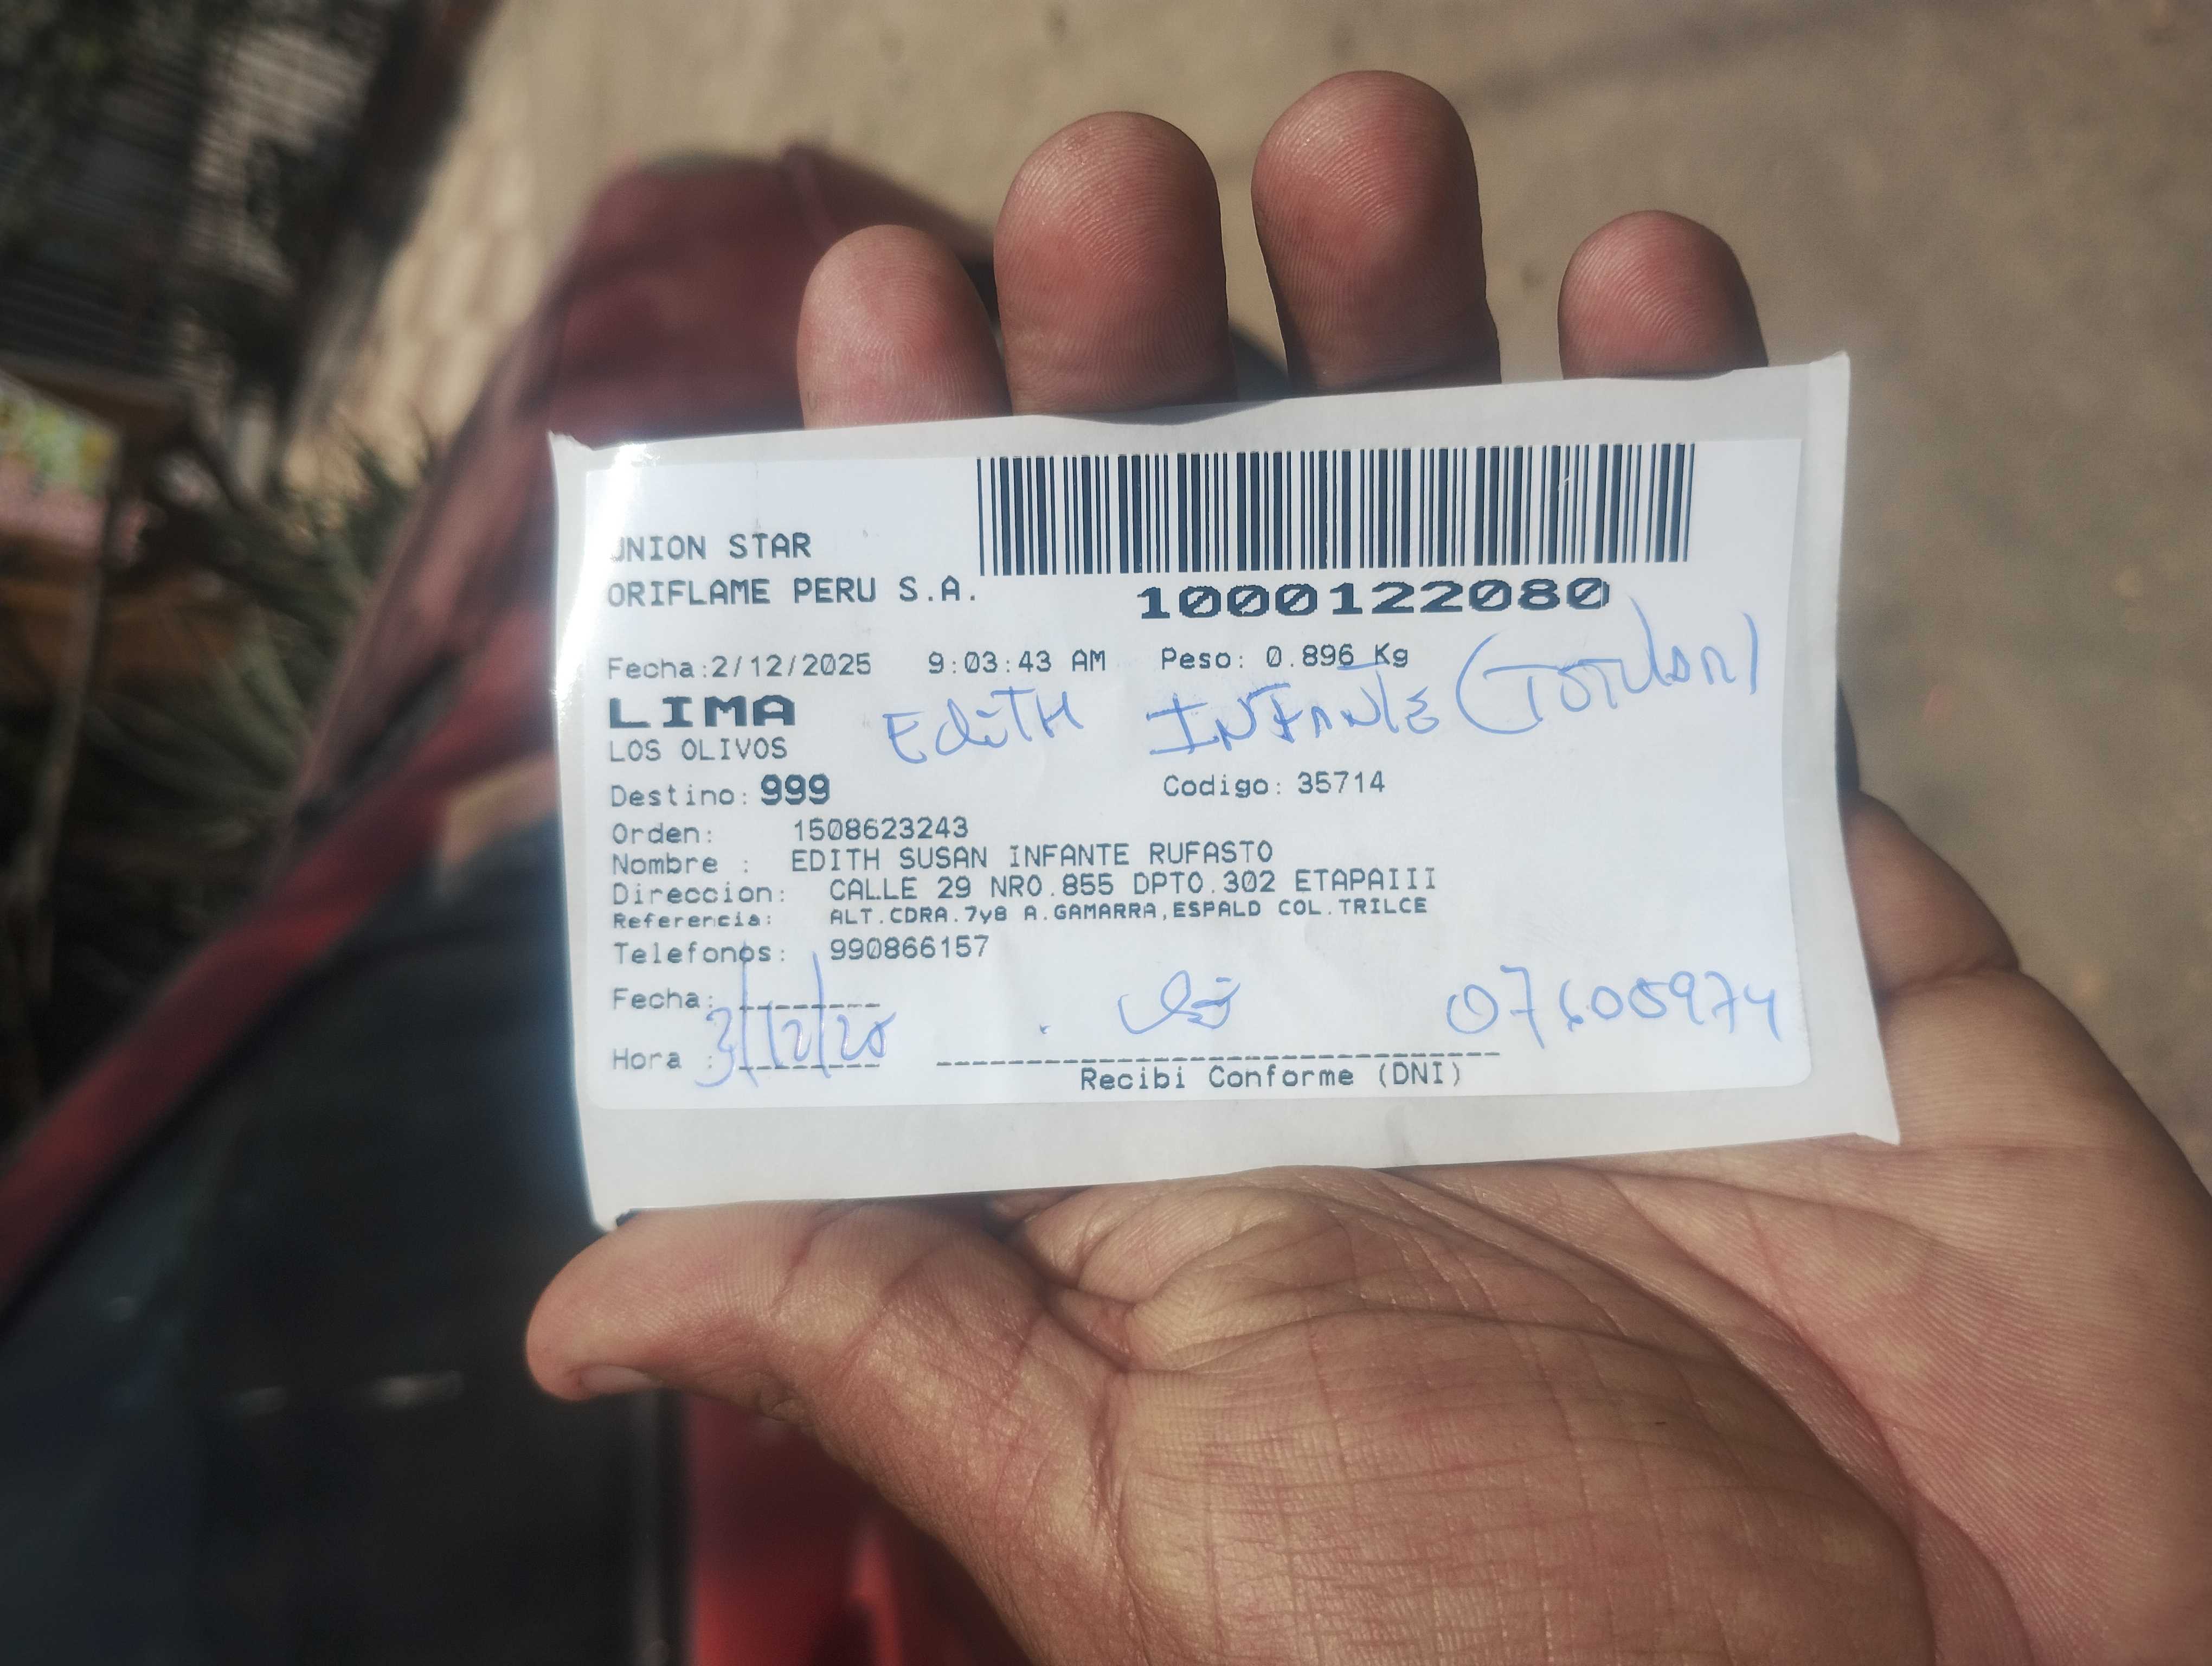 UNION STAR
ORIFLAME PERU S.A.
1000122080
Fecha:2/12/2025 9:03:43 AM Peso: 0.896 Kg
LIMA
EdiTH INFANTE (Titular)
LOS OLIVOS
Destino: 999 Codigo: 35714
Orden: 1508623243
Nombre : EDITH SUSAN INFANTE RUFASTO
Direccion: CALLE 29 NRO.855 DPTO.302 ETAPAIII
Referencia: ALT.CDRA.7y8 A.GAMARRA,ESPALD COL.TRILCE
Telefonos: 990866157
Fecha:
3/12/25
07605974
Hora :
Recibi Conforme (DNI)